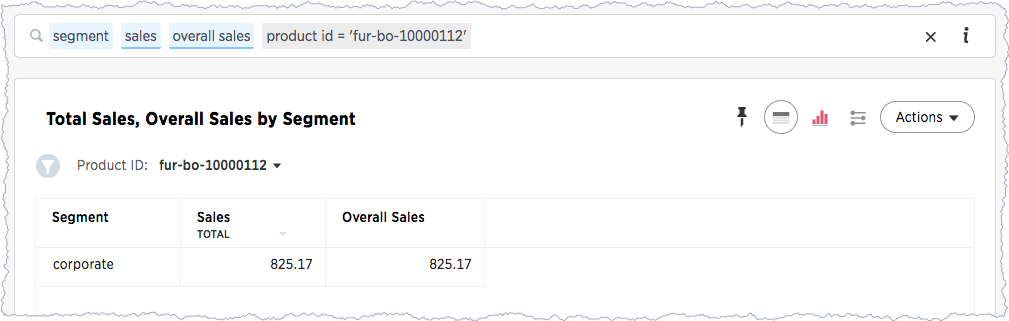 segment sales overall sales product id = 'fur-bo-10000112'
Total Sales, Overall Sales by Segment
Actions
Product ID: fur-bo-10000112
Segment Sales Overall Sales
TOTAL
corporate 825.17 825.17